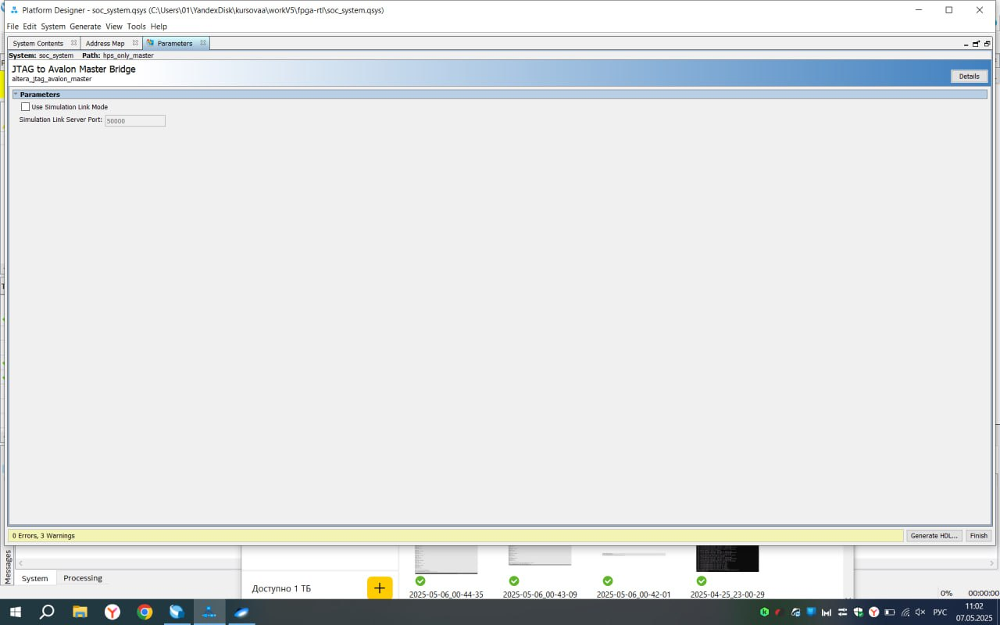 Platform Designer - soc_system.qsys (C:\Users\01\YandexDisk\kursovaa\workV5\fpga-rtl\soc_system.qsys)
File Edit System Generate View Tools Help
System Contents Address Map Parameters
System: soc_system Path: hps_only_master
JTAG to Avalon Master Bridge
altera_jtag_avalon_master
Details
Parameters
Use Simulation Link Mode
Simulation Link Server Port: 50000
0 Errors, 3 Warnings
Generate HDL... Finish
Messages
System Processing
Доступно 1 ТБ
2025-05-06_00-44-35 2025-05-06_00-43-09 2025-05-06_00-42-01 2025-04-25_23-00-29
0% 00:00:00
РУС
11:02
07.05.2025